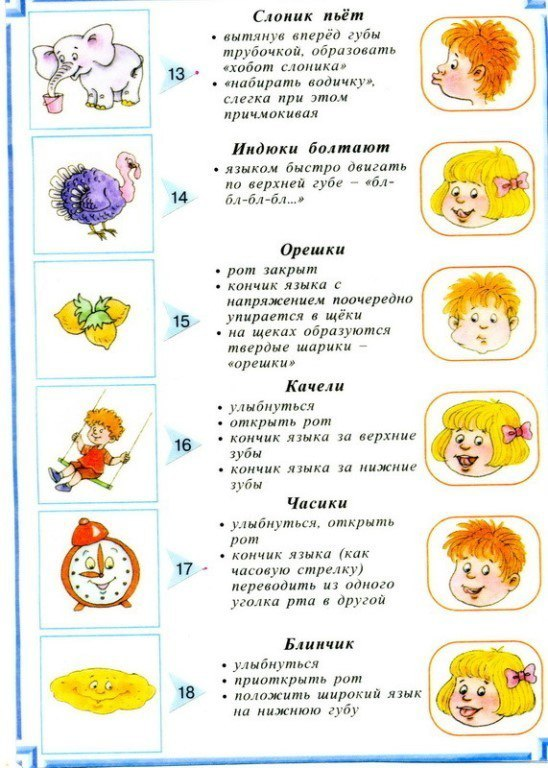 Слоник пьёт
• вытянув вперёд губы
трубочкой, образовать
«хобот слоника»
• «набирать водичку»,
слегка при этом
причмокивая
13
Индюки болтают
• языком быстро двигать
по верхней губе – «бл-
бл-бл-бл...»
14
Орешки
• рот закрыт
• кончик языка с
напряжением поочередно
упирается в щёки
• на щеках образуются
твердые шарики –
«орешки»
15
Качели
• улыбнуться
• открыть рот
• кончик языка за верхние
зубы
• кончик языка за нижние
зубы
16
Часики
• улыбнуться, открыть
рот
• кончик языка (как
часовую стрелку)
переводить из одного
уголка рта в другой
17
Блинчик
• улыбнуться
• приоткрыть рот
• положить широкий язык
на нижнюю губу
18